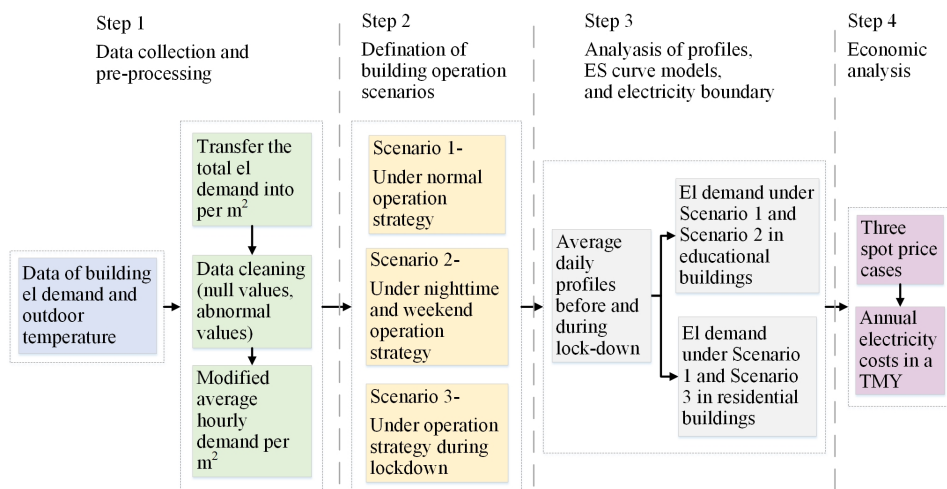 Step 1
Data collection and
pre-processing
Step 2
Defination of
building operation
scenarios
Step 3
Analysis of profiles,
ES curve models,
and electricity boundary
Step 4
Economic
analysis
Data of building
el demand and
outdoor
temperature
Transfer the
total el
demand into
per m²
Data cleaning
(null values,
abnormal
values)
Modified
average
hourly
demand per
m²
Scenario 1-
Under normal
operation
strategy
Scenario 2-
Under nighttime
and weekend
operation
strategy
Scenario 3-
Under operation
strategy during
lockdown
Average
daily
profiles
before and
during
lock-down
El demand under
Scenario 1 and
Scenario 2 in
educational
buildings
El demand
under Scenario
1 and Scenario
3 in residential
buildings
Three
spot price
cases
Annual
electricity
costs in a
TMY